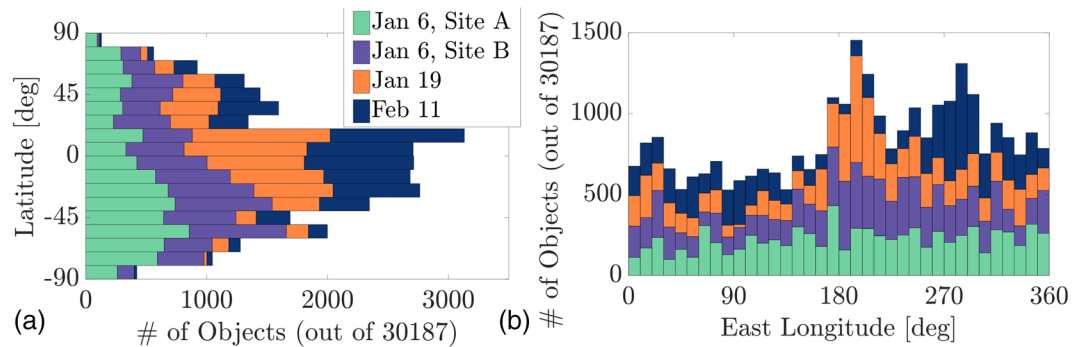 90
45
0
-45
-90
Latitude [deg]
0
1000
2000
3000
# of Objects (out of 30187)
(a)
Jan 6, Site A
Jan 6, Site B
Jan 19
Feb 11
1500
1000
500
0
# of Objects (out of 30187)
0
90
180
270
360
East Longitude [deg]
(b)